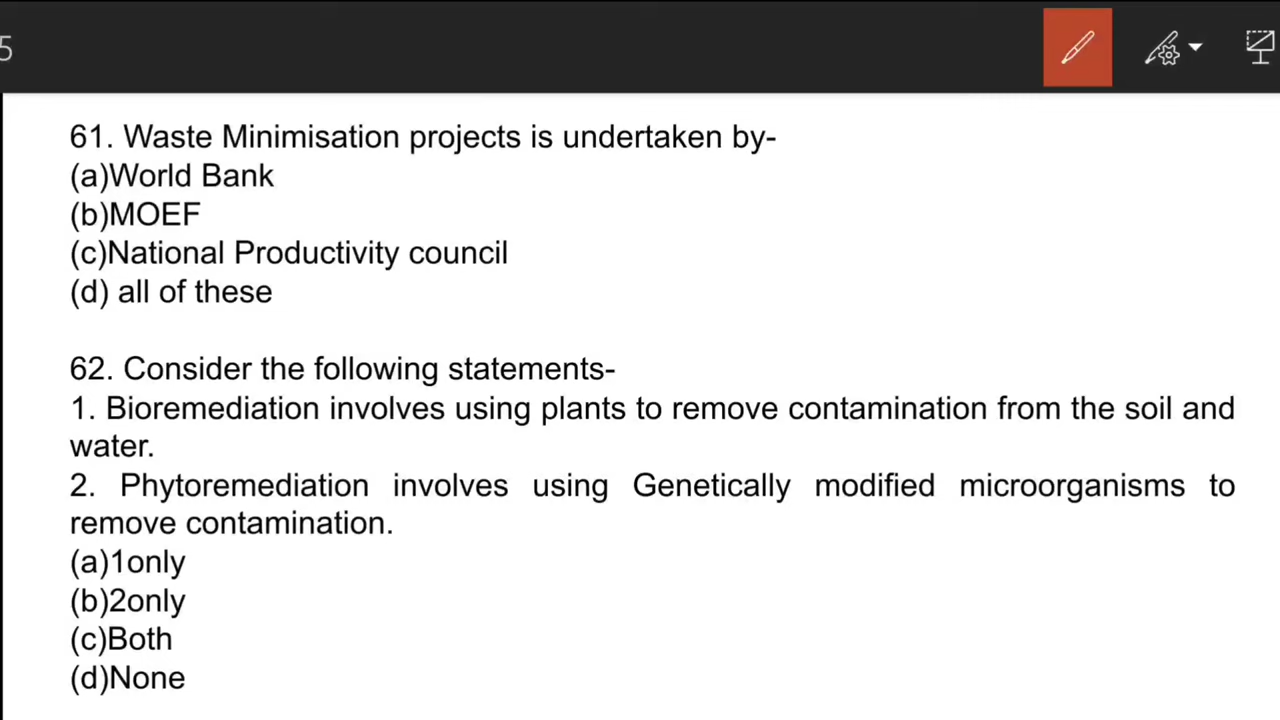 5
61. Waste Minimisation projects is undertaken by-
(a)World Bank
(b)MOEF
(c)National Productivity council
(d) all of these
62. Consider the following statements-
1. Bioremediation involves using plants to remove contamination from the soil and
water.
2. Phytoremediation involves using Genetically modified microorganisms to
remove contamination.
(a)1only
(b)2only
(c)Both
(d)None